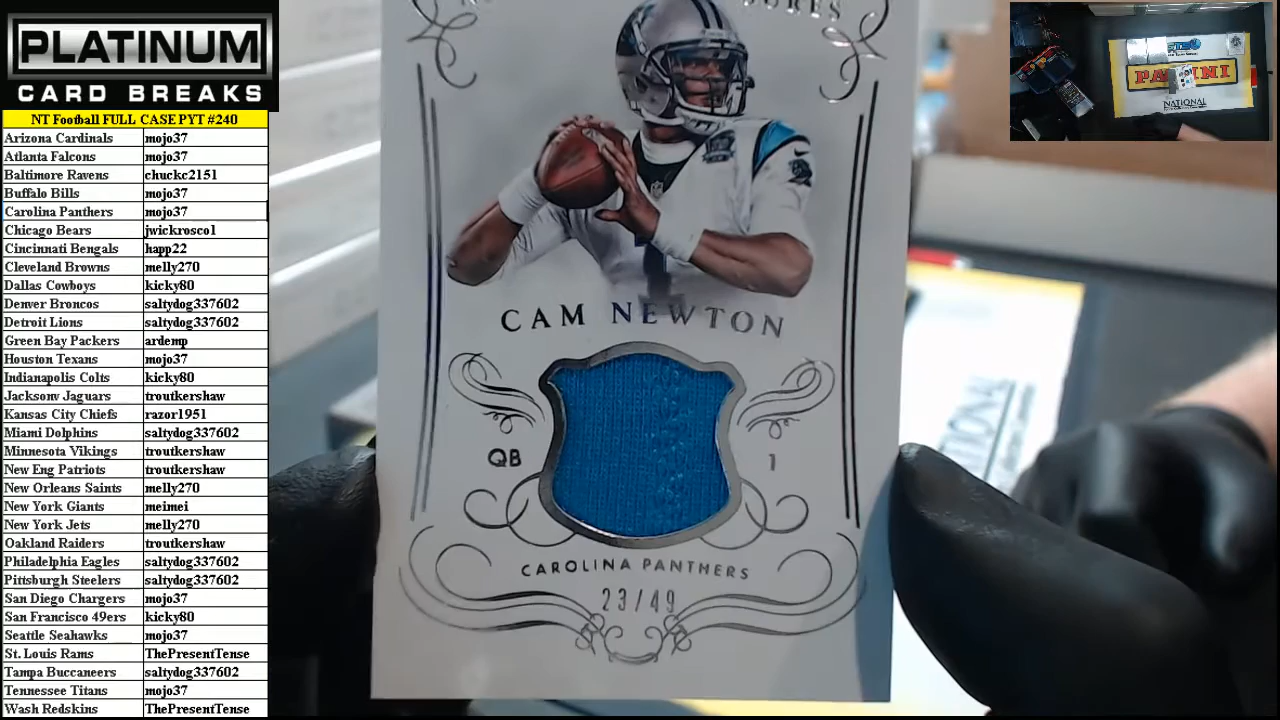 PLATINUM
CARD BREAKS
NT Football FULL CASE PYT #240
Arizona Cardinals mojo37
Atlanta Falcons mojo37
Baltimore Ravens chuckc2151
Buffalo Bills mojo37
Carolina Panthers mojo37
Chicago Bears jwickrosco1
Cincinnati Bengals happ22
Cleveland Browns melly270
Dallas Cowboys kicky80
Denver Broncos saltydog337602
Detroit Lions saltydog337602
Green Bay Packers ardemp
Houston Texans mojo37
Indianapolis Colts kicky80
Jacksonv Jaguars troutkershaw
Kansas City Chiefs razor1951
Miami Dolphins saltydog337602
Minnesota Vikings troutkershaw
New Eng Patriots troutkershaw
New Orleans Saints melly270
New York Giants meimei
New York Jets melly270
Oakland Raiders troutkershaw
Philadelphia Eagles saltydog337602
Pittsburgh Steelers saltydog337602
San Diego Chargers mojo37
San Francisco 49ers kicky80
Seattle Seahawks mojo37
St. Louis Rams ThePresentTense
Tampa Buccaneers saltydog337602
Tennessee Titans mojo37
Wash Redskins ThePresentTense
CAM NEWTON
QB 1
CAROLINA PANTHERS
23/49
PANINI
NATIONAL
NATIONAL